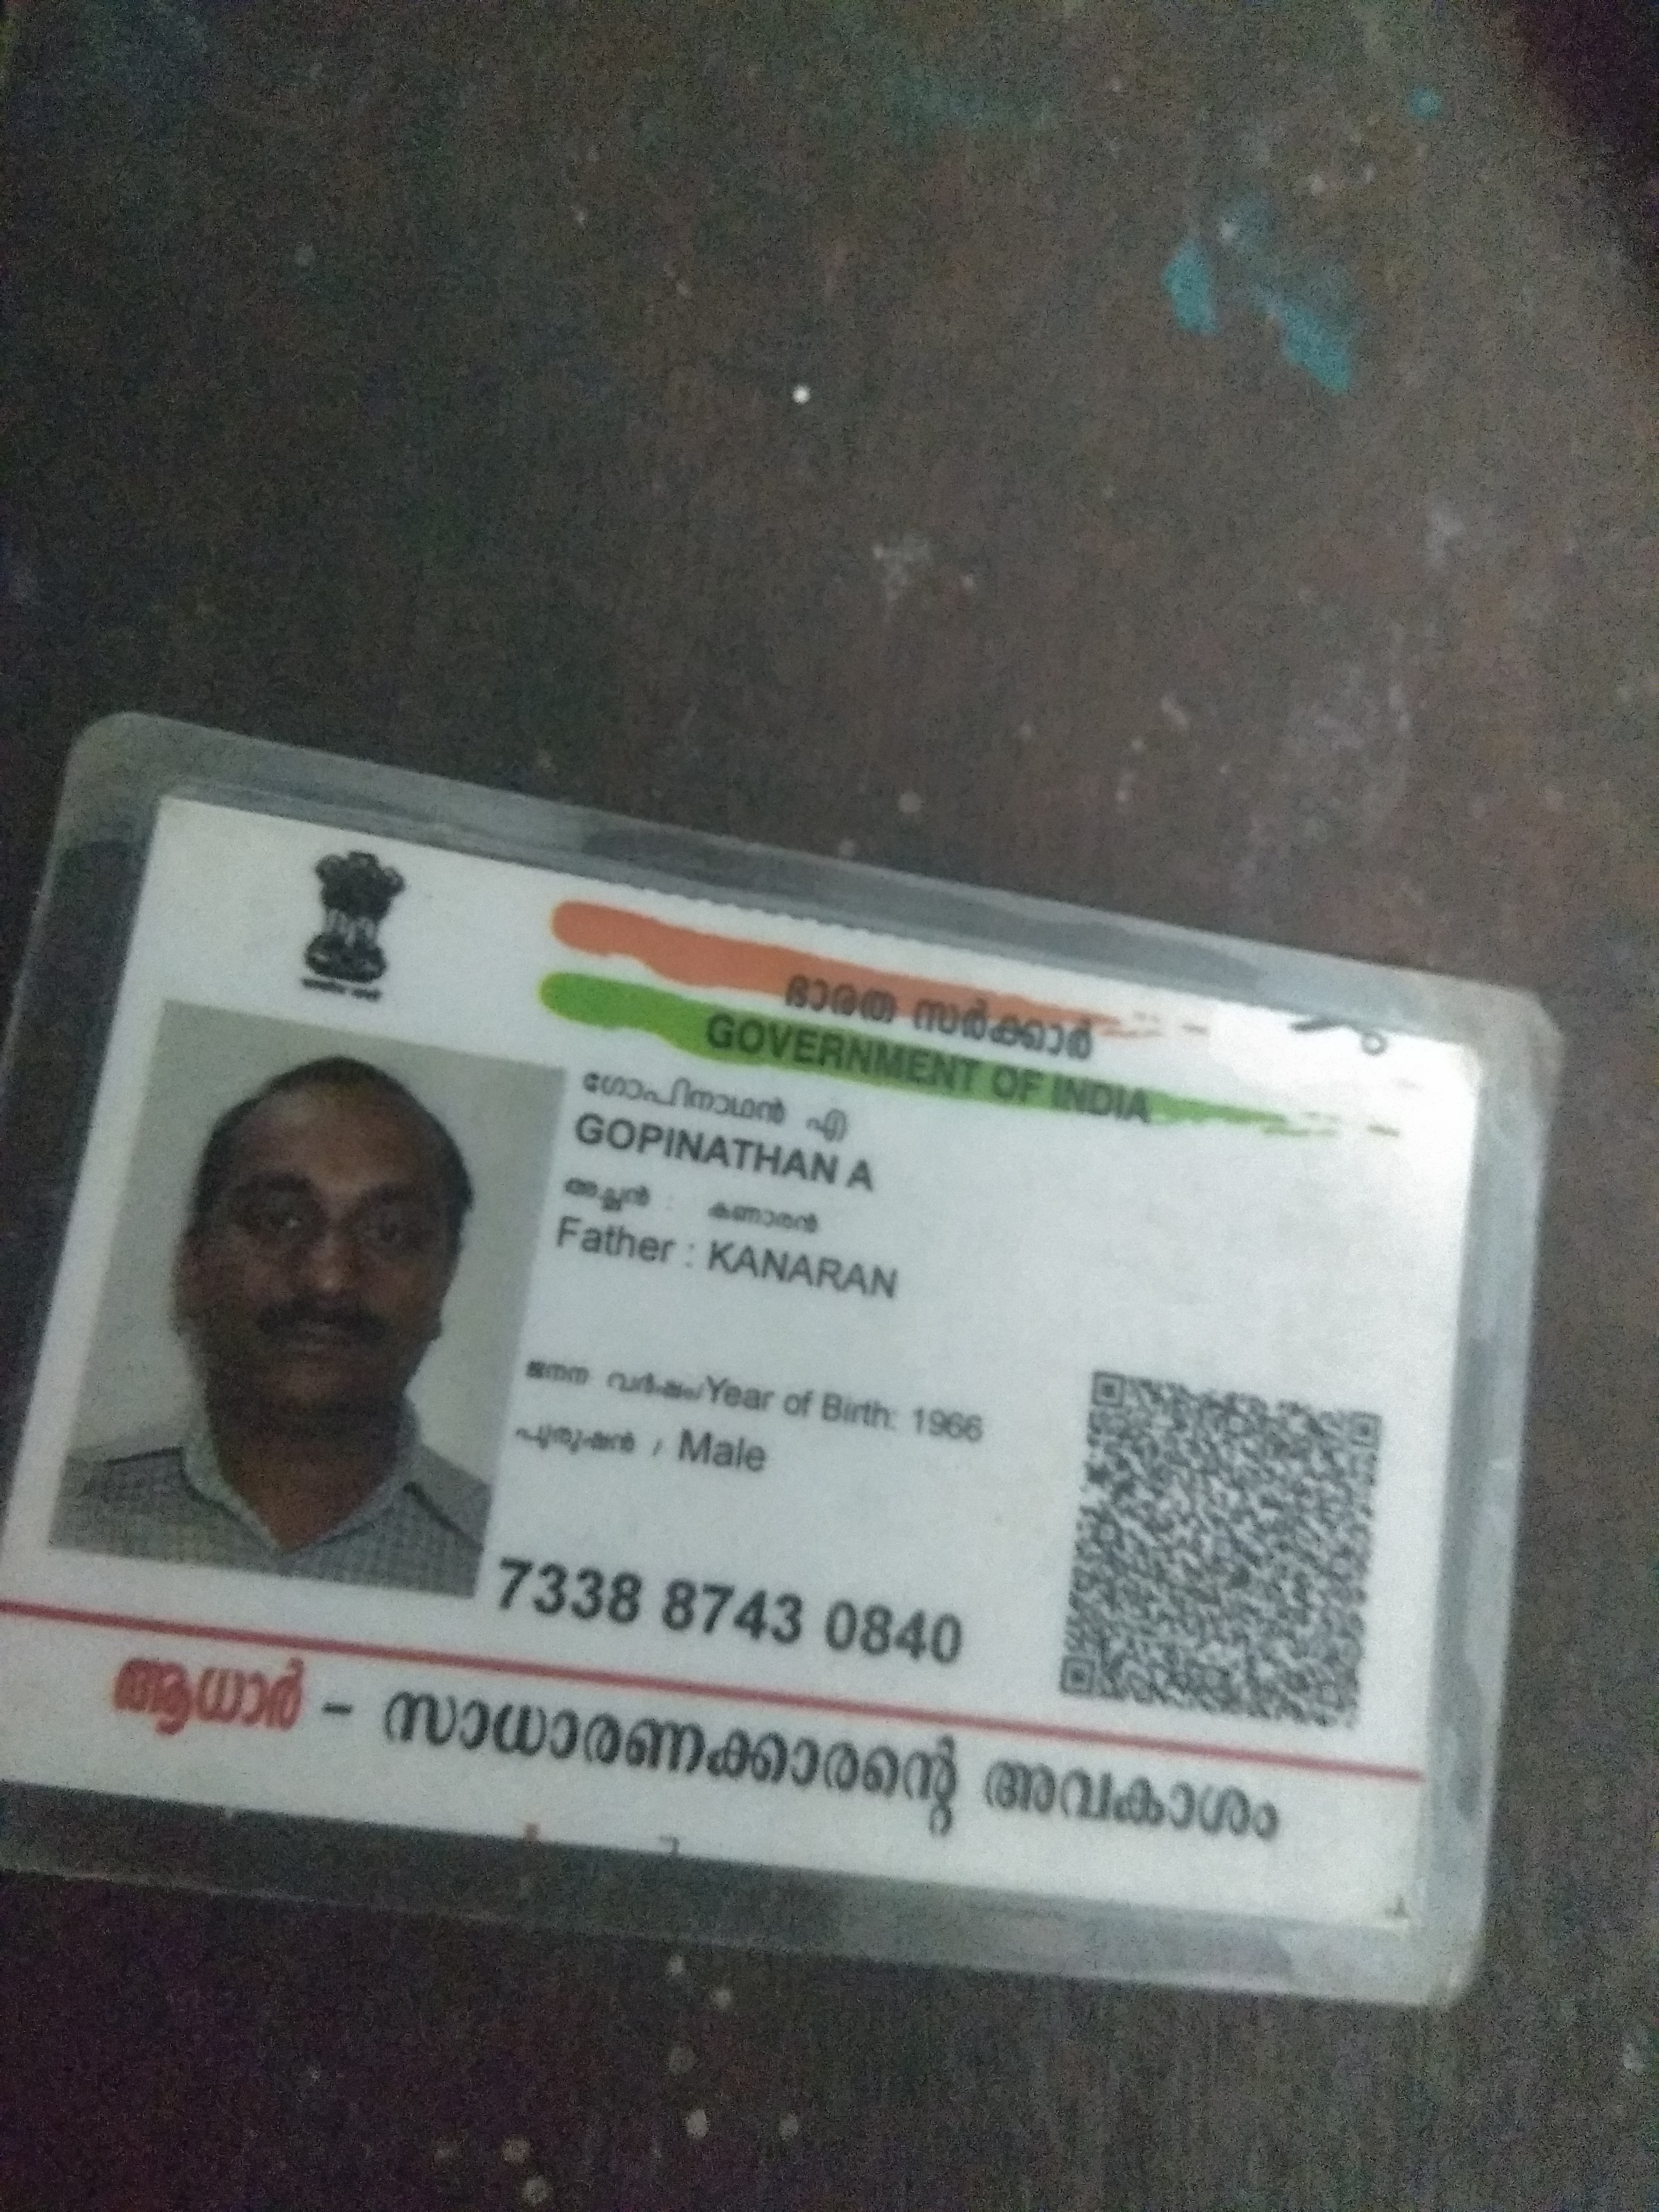 ഭാരത സർക്കാർ
GOVERNMENT OF INDIA
ഗോപിനാഥൻ എ
GOPINATHAN A
അച്ഛൻ : കണാരൻ
Father : KANARAN
ജനന വർഷം/Year of Birth: 1966
പുരുഷൻ / Male
7338 8743 0840
ആധാർ – സാധാരണക്കാരന്റെ അവകാശം